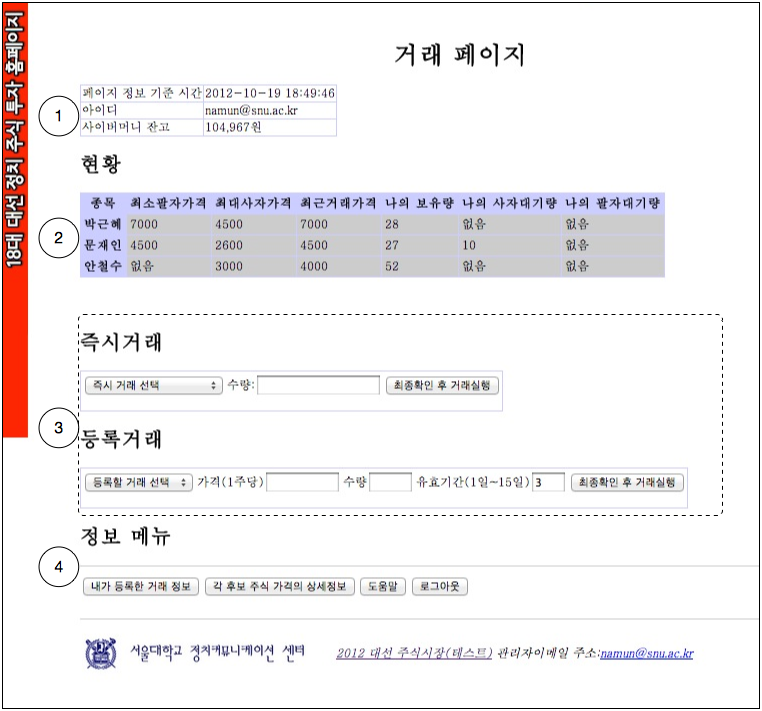 18대 대선 정치 주식 투자 홈페이지
거래 페이지
1
페이지 정보 기준 시간 2012-10-19 18:49:46
아이디 namun@snu.ac.kr
사이버머니 잔고 104,967원
현황
2
종목 최소팔자가격 최대사자가격 최근거래가격 나의 보유량 나의 사자대기량 나의 팔자대기량
박근혜 7000 4500 7000 28 없음 없음
문재인 4500 2600 4500 27 10 없음
안철수 없음 3000 4000 52 없음 없음
3
즉시거래
즉시 거래 선택 수량: 최종확인 후 거래실행
등록거래
등록할 거래 선택 가격(1주당) 수량 유효기간(1일~15일) 3 최종확인 후 거래실행
4
정보 메뉴
내가 등록한 거래 정보 각 후보 주식 가격의 상세정보 도움말 로그아웃
서울대학교 정치커뮤니케이션 센터 2012 대선 주식시장(테스트) 관리자이메일 주소:namun@snu.ac.kr